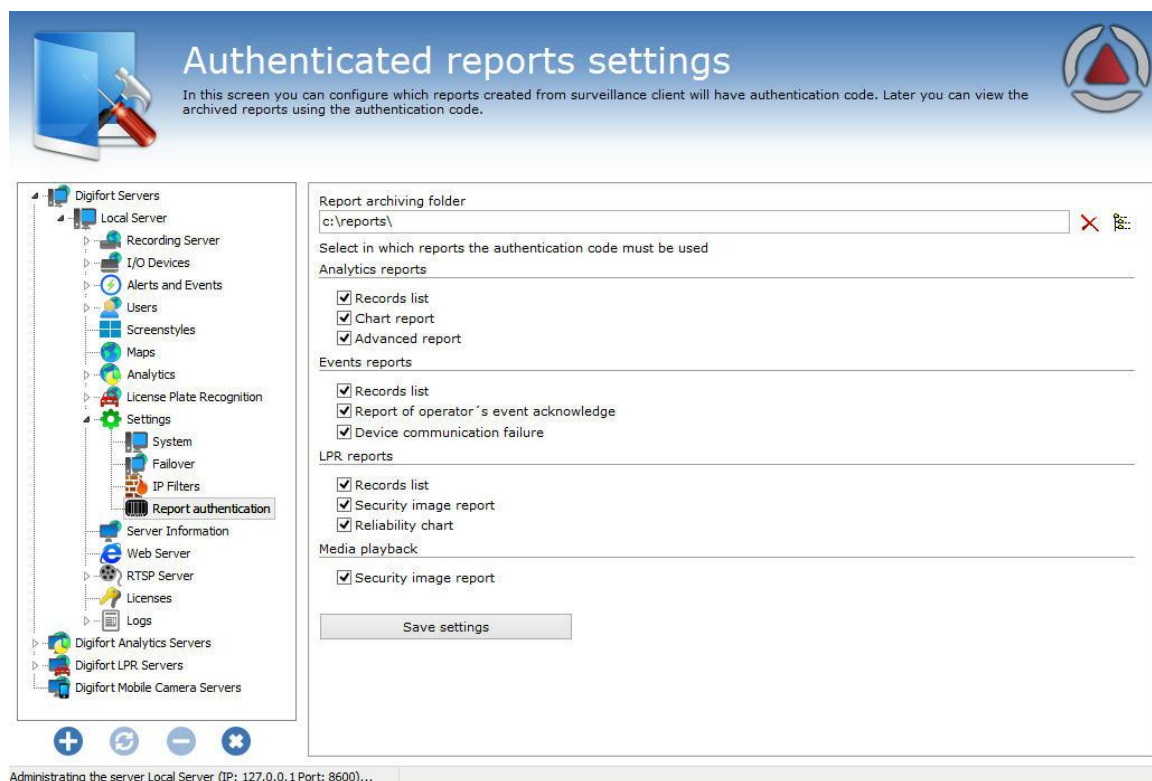 Authenticated reports settings
In this screen you can configure which reports created from surveillance client will have authentication code. Later you can view the
archived reports using the authentication code.
Digifort Servers
Local Server
Recording Server
I/O Devices
Alerts and Events
Users
Screenstyles
Maps
Analytics
License Plate Recognition
Settings
System
Failover
IP Filters
Report authentication
Server Information
Web Server
RTSP Server
Licenses
Logs
Digifort Analytics Servers
Digifort LPR Servers
Digifort Mobile Camera Servers
Report archiving folder
c:\reports\
Select in which reports the authentication code must be used
Analytics reports
Records list
Chart report
Advanced report
Events reports
Records list
Report of operator´s event acknowledge
Device communication failure
LPR reports
Records list
Security image report
Reliability chart
Media playback
Security image report
Save settings
Administrating the server Local Server (IP: 127.0.0.1 Port: 8600)...